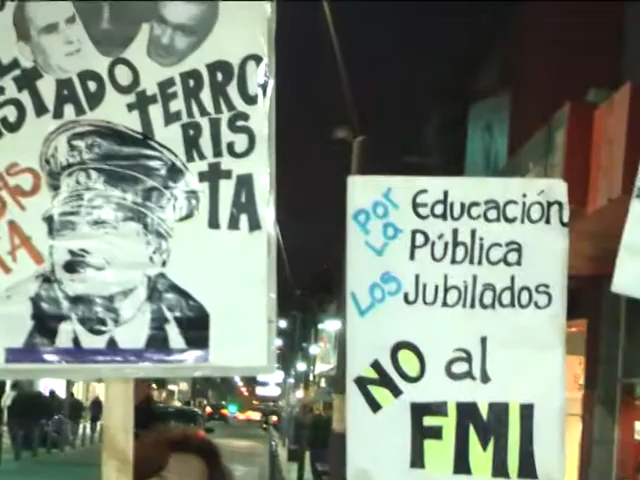 ESTADO
TERRO
RIS
TA
Por Educación
La Pública
Los Jubilados
NO al
FMI